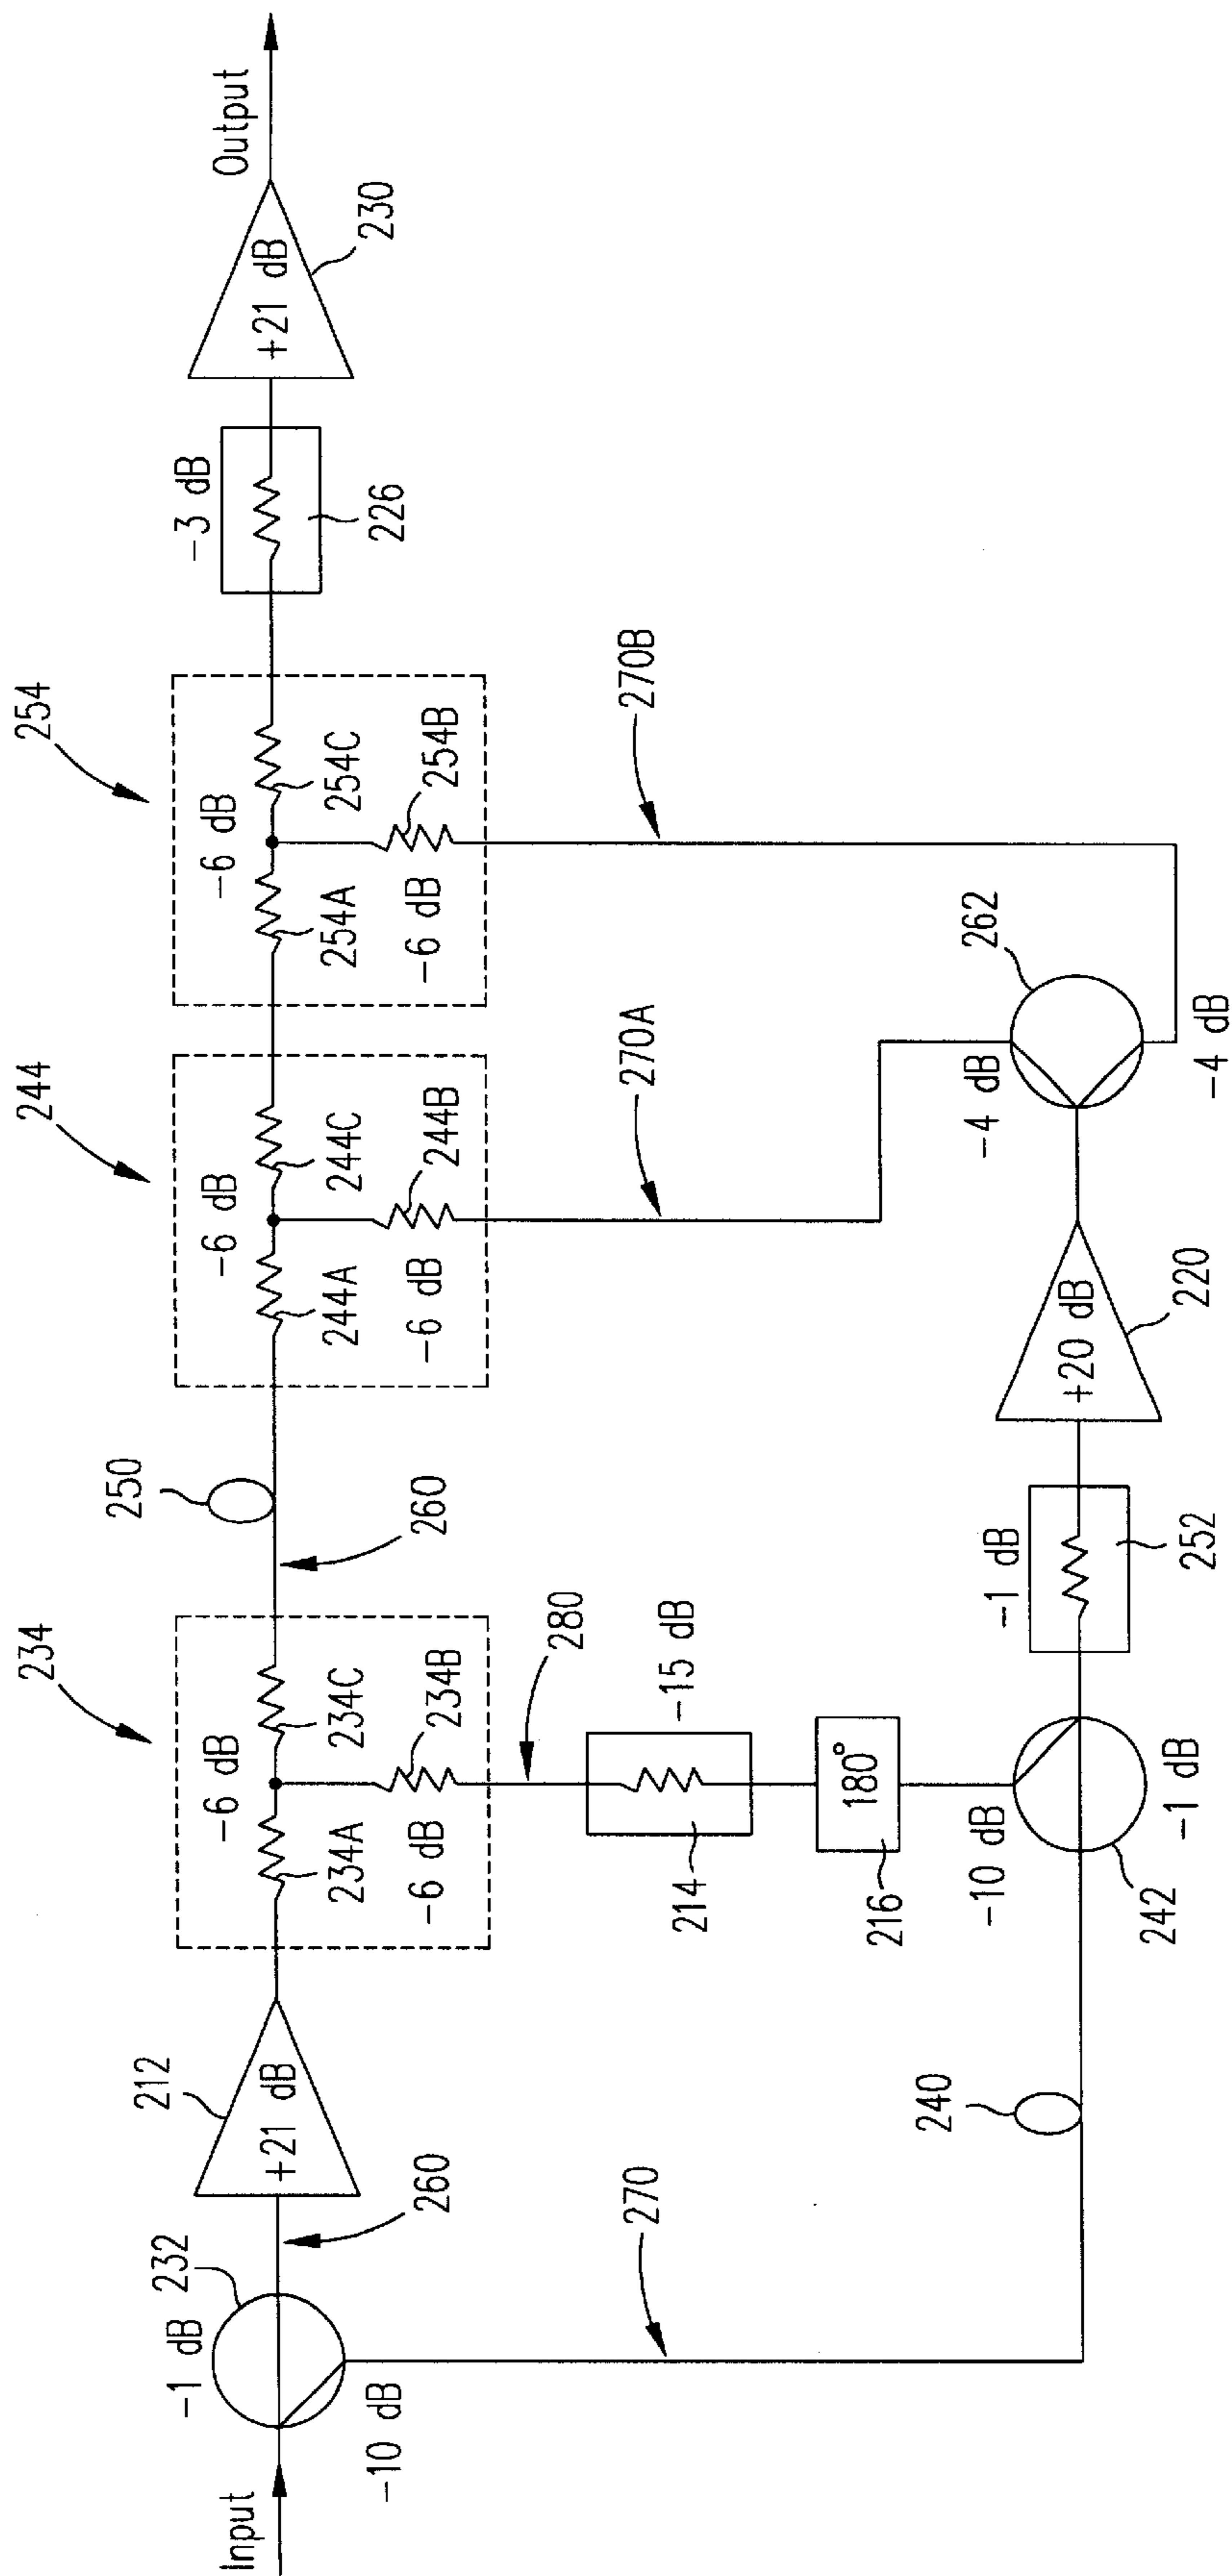 Input
-1 dB
232
-10 dB
260
212
+21 dB
234
-6 dB
234A
234C
234B
-6 dB
280
250
260
244
-6 dB
244A
244C
244B
-6 dB
254
-6 dB
254A
254C
254B
-6 dB
-3 dB
226
+21 dB
230
Output
270
240
214
-15 dB
216
180°
-10 dB
242
-1 dB
-1 dB
252
+20 dB
220
270A
-4 dB
262
-4 dB
270B